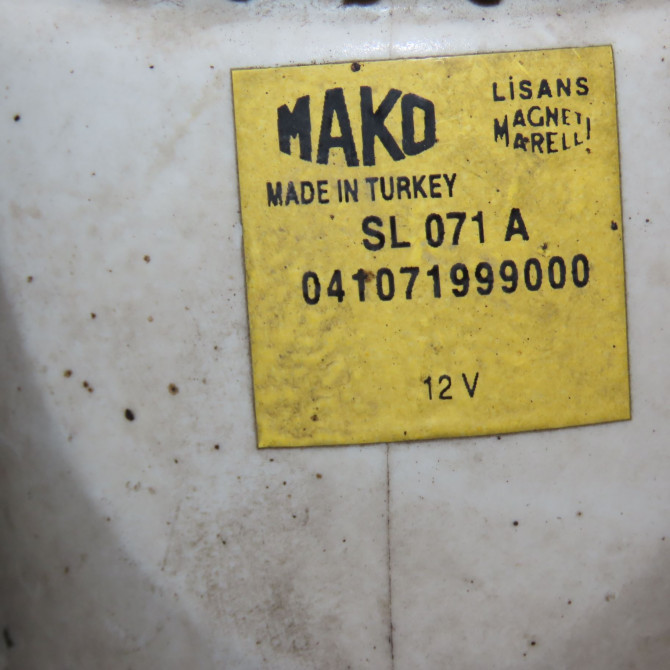 MAKO
LİSANS
MAGNETI
MARELLI
MADE IN TURKEY
SL 071 A
041071999000
12 V